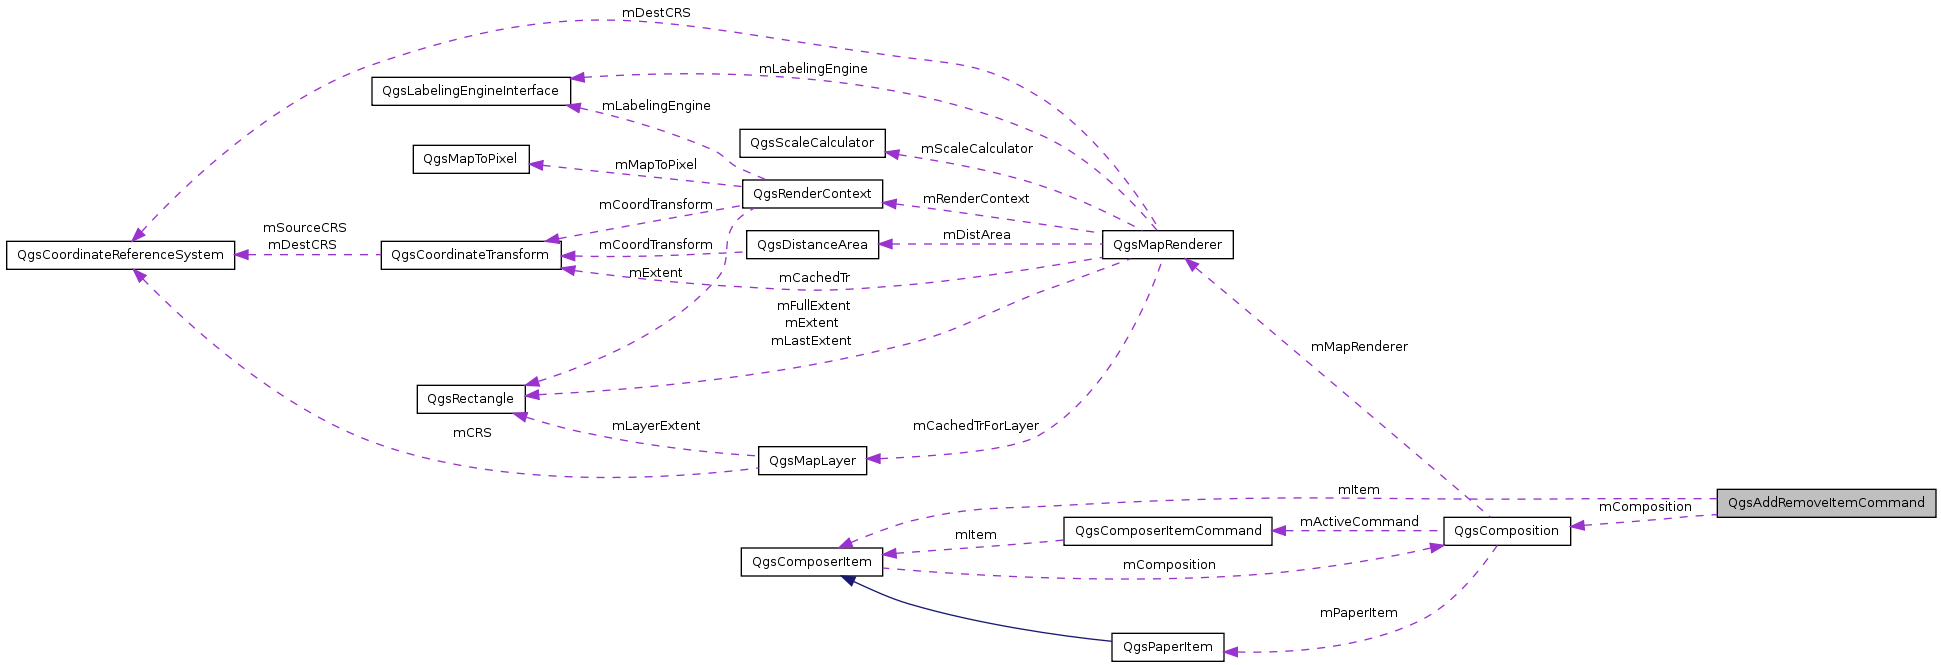 mDestCRS
mLabelingEngine
QgsLabelingEngineInterface
mLabelingEngine
QgsScaleCalculator
mScaleCalculator
QgsMapToPixel
mMapToPixel
QgsRenderContext
mRenderContext
mCoordTransform
mSourceCRS
mDestCRS
mDistArea
QgsCoordinateReferenceSystem
QgsCoordinateTransform
mCoordTransform
QgsDistanceArea
QgsMapRenderer
mExtent
mCachedTr
mFullExtent
mExtent
mLastExtent
mMapRenderer
QgsRectangle
mCRS
mLayerExtent
mCachedTrForLayer
QgsMapLayer
mItem
QgsAddRemoveItemCommand
mComposition
mActiveCommand
QgsComposerItemCommand
QgsComposition
mItem
QgsComposerItem
mComposition
mPaperItem
QgsPaperItem